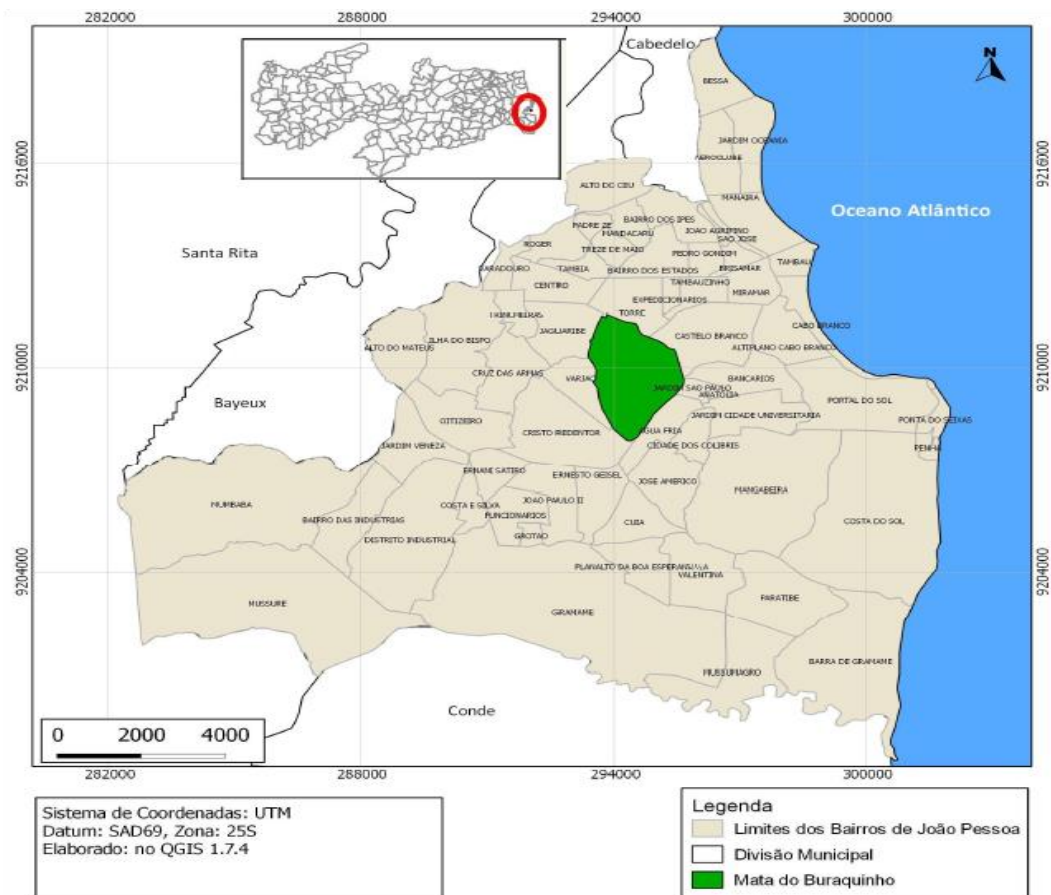 282000
288000
294000
300000
Cabedelo
N
BESSA
JARDIM OCEANIA
AEROCLUBE
9216000
9216000
MANAIRA
ALTO DO CEU
Oceano Atlântico
PADRE ZE
BAIRRO DOS IPES
MANDACARU
JOAO AGRIPINO
SAO JOSE
ROGER
TREZE DE MAIO
PEDRO GONDIM
Santa Rita
TAMBIA
BAIRRO DOS ESTADOS
BRISAMAR
TAMBAU
CENTRO
TAMBAUZINHO
MIRAMAR
EXPEDICIONARIOS
TORRE
TRINCHEIRAS
JAGUARIBE
CABO BRANCO
ILHA DO BISPO
CASTELO BRANCO
ALTO DO MATEUS
ALTIPLANO CABO BRANCO
9210000
9210000
CRUZ DAS ARMAS
VARJAO
BANCARIOS
JARDIM SAO PAULO
ANATOLIA
PORTAL DO SOL
Bayeux
OITIZEIRO
JARDIM CIDADE UNIVERSITARIA
PONTA DO SEIXAS
CRISTO REDENTOR
AGUA FRIA
JARDIM VENEZA
CIDADE DOS COLIBRIS
PENHA
ERNANI SATIRO
ERNESTO GEISEL
JOSE AMERICO
MANGABEIRA
MUMBABA
COSTA E SILVA
JOAO PAULO II
FUNCIONARIOS
BAIRRO DAS INDUSTRIAS
CUIA
COSTA DO SOL
DISTRITO INDUSTRIAL
GROTAO
9204000
9204000
PLANALTO DA BOA ESPERANCA
VALENTINA
PARATIBE
MUSSURE
GRAMAME
BARRA DE GRAMAME
MUSSUMAGRO
Conde
0 2000 4000
282000
288000
294000
300000
Sistema de Coordenadas: UTM
Datum: SAD69, Zona: 25S
Elaborado: no QGIS 1.7.4
Legenda
Limites dos Bairros de João Pessoa
Divisão Municipal
Mata do Buraquinho